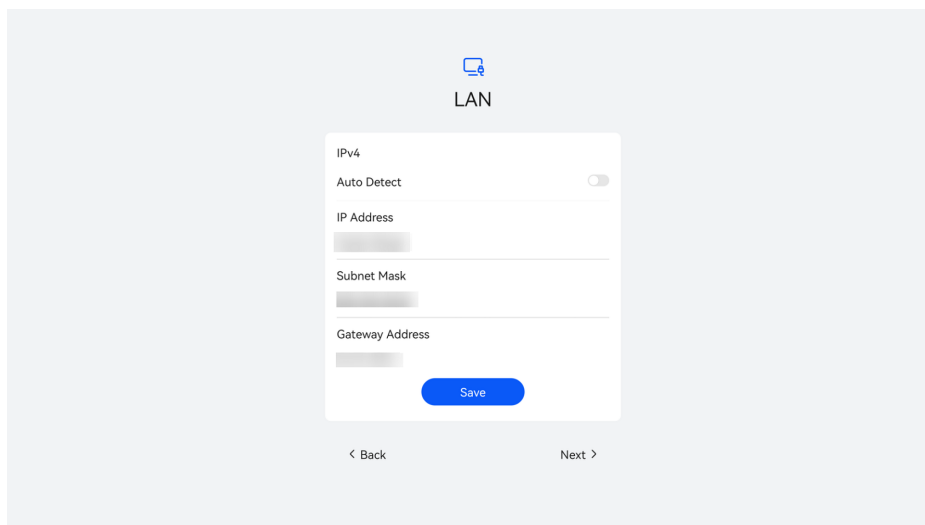 LAN
IPv4
Auto Detect
IP Address
Subnet Mask
Gateway Address
Save
< Back
Next >